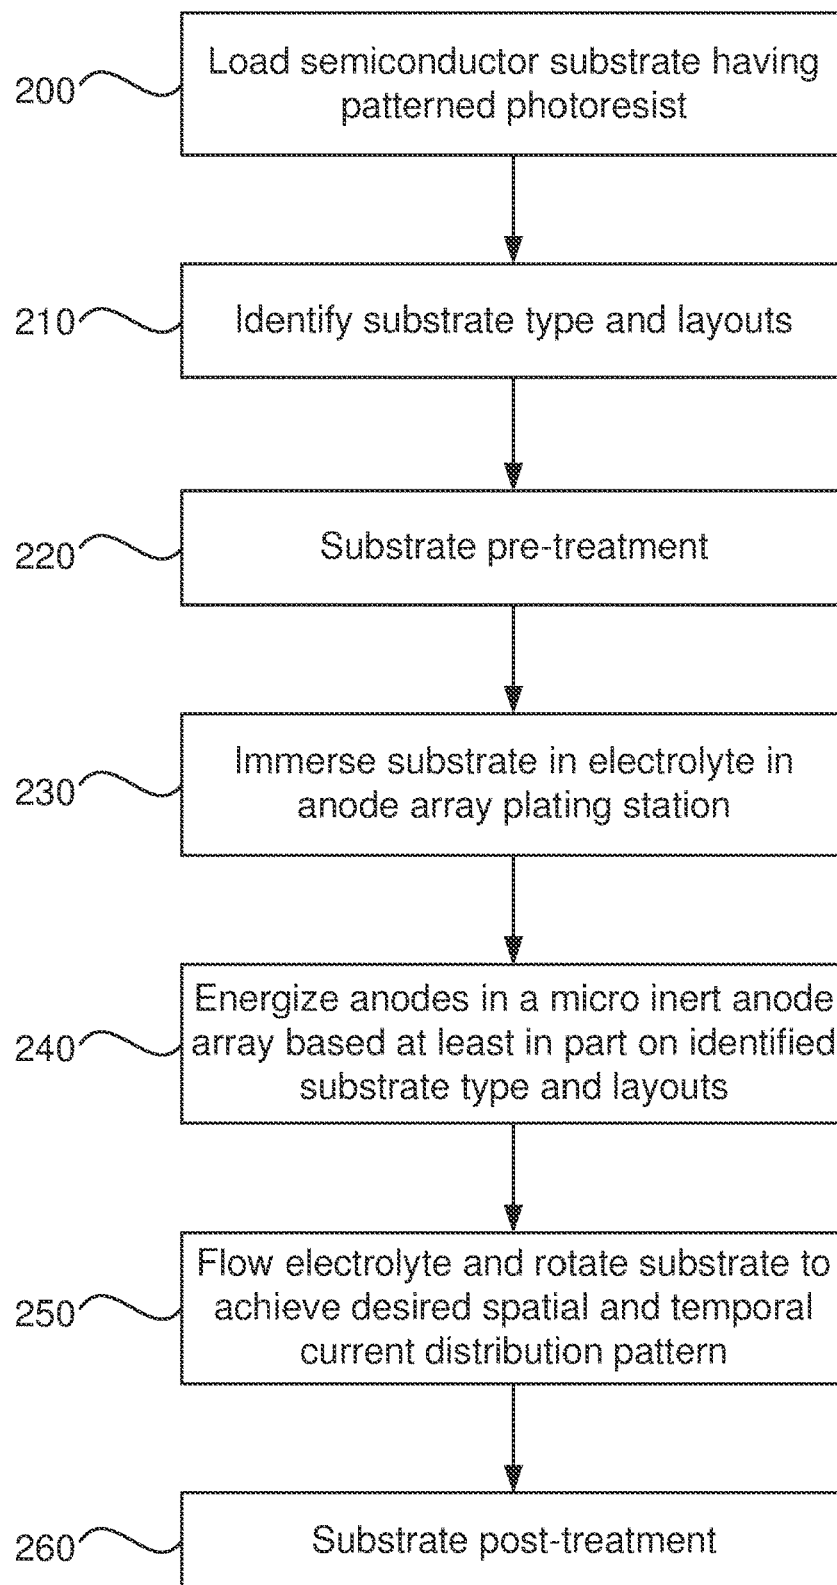 200
Load semiconductor substrate having
patterned photoresist
210
Identify substrate type and layouts
220
Substrate pre-treatment
230
Immerse substrate in electrolyte in
anode array plating station
240
Energize anodes in a micro inert anode
array based at least in part on identified
substrate type and layouts
250
Flow electrolyte and rotate substrate to
achieve desired spatial and temporal
current distribution pattern
260
Substrate post-treatment